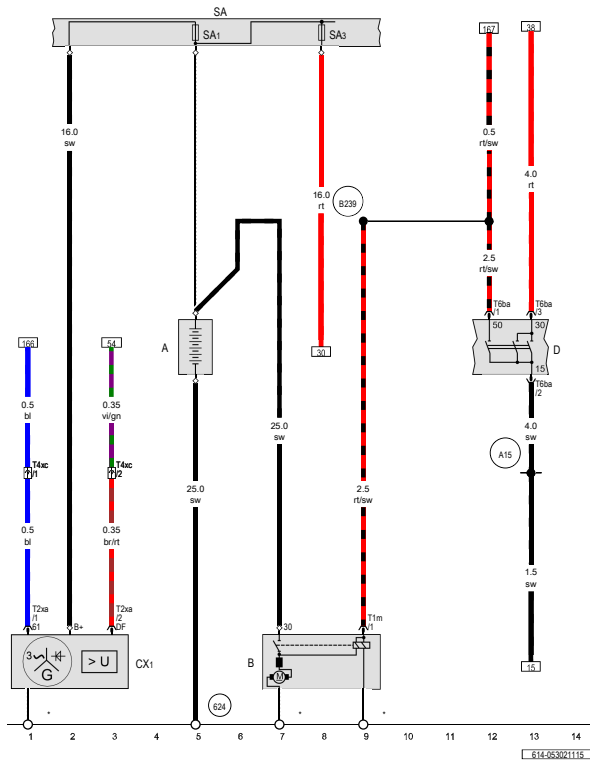 SA
SA1
SA3
167
38
16.0
sw
0.5
rt/sw
4.0
rt
16.0
rt
B239
2.5
rt/sw
T6ba
/1
T6ba
/3
50
30
15
D
T6ba
/2
A
166
54
30
0.5
bl
0.35
vi/gn
25.0
sw
4.0
sw
T4xc
/1
T4xc
/2
A15
25.0
sw
2.5
rt/sw
0.5
bl
0.35
br/rt
1.5
sw
T2xa
/1
61
B+
T2xa
/2
DF
30
T1m
/1
3
G
> U
CX1
B
M
15
624
* * *
1 2 3 4 5 6 7 8 9 10 11 12 13 14
614-053021115